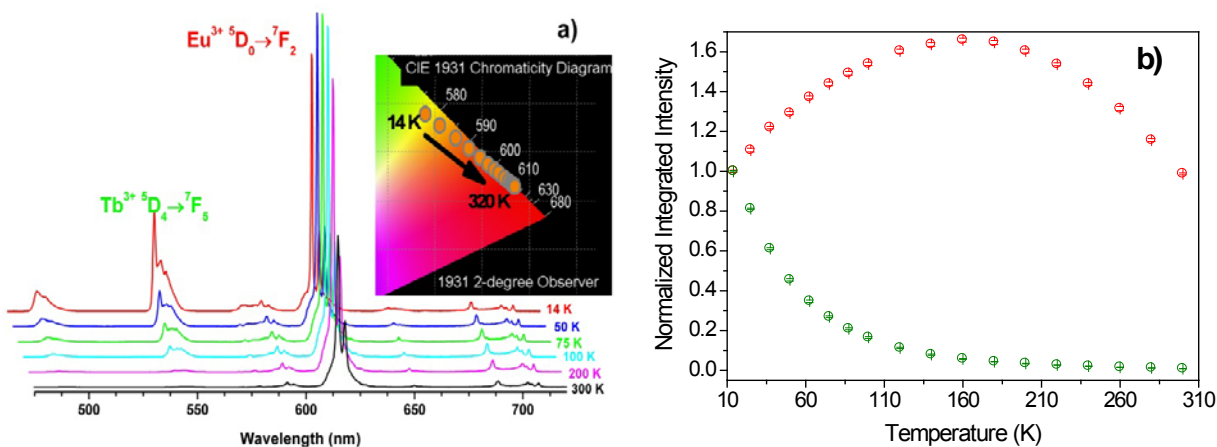 Eu3+ 5D0→7F2
a)
CIE 1931 Chromaticity Diagram
580
14 K
590
600
610
320 K
630
680
1931 2-degree Observer
Tb3+ 5D4→7F5
14 K
50 K
75 K
100 K
200 K
300 K
500
550
600
650
700
Wavelength (nm)
b)
Normalized Integrated Intensity
1.6
1.4
1.2
1.0
0.8
0.6
0.4
0.2
0.0
10
60
110
160
210
260
310
Temperature (K)